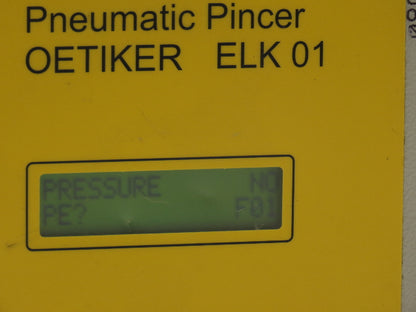 Pneumatic Pincer
OETIKER ELK 01
PRESSURE NO
PE? F01